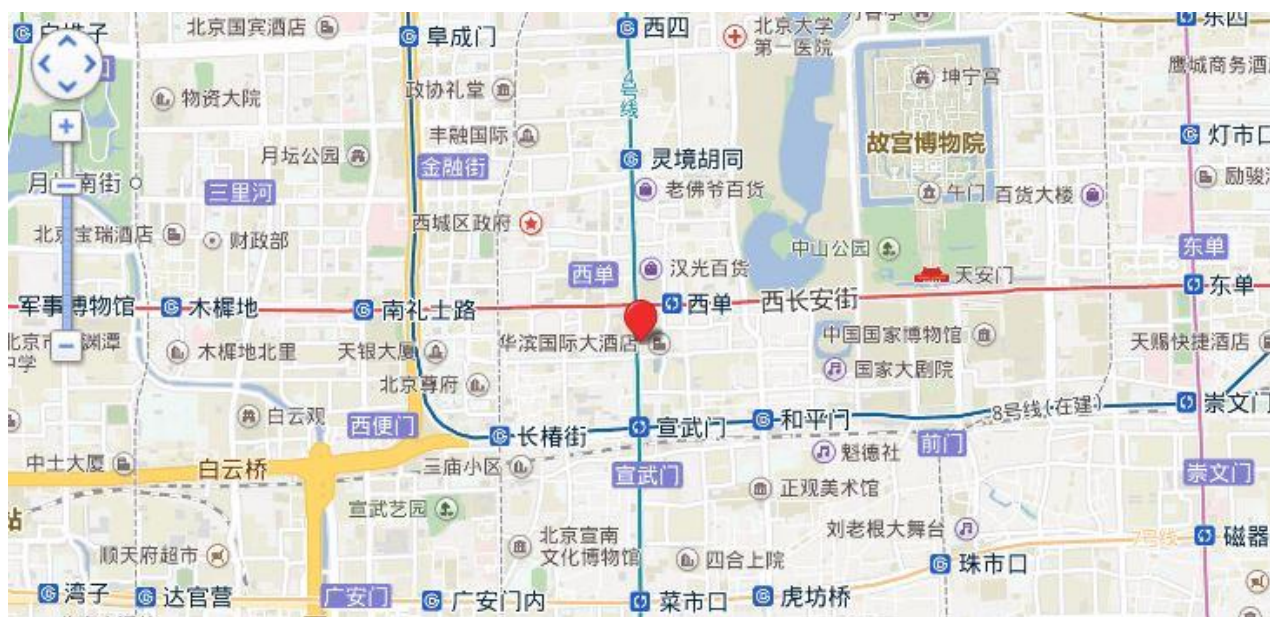 北京国宾酒店
阜成门
西四
北京大学
第一医院
东四
坤宁宫
鹰城商务酒
物资大院
政协礼堂
4号线
丰融国际
故宫博物院
灯市口
月坛公园
金融街
灵境胡同
南街
三里河
老佛爷百货
午门
百货大楼
励骏
西城区政府
北京宝瑞酒店
财政部
中山公园
东单
西单
汉光百货
天安门
军事博物馆
木樨地
南礼士路
西单
西长安街
东单
木樨地北里
天银大厦
华滨国际大酒店
中国国家博物馆
天赐快捷酒店
中学
北京尊府
国家大剧院
白云观
西便门
长椿街
宣武门
和平门
8号线(在建)
崇文门
中土大厦
白云桥
三庙小区
宣武门
魁德社
前门
崇文门
正观美术馆
站
宣武艺园
北京宣南
文化博物馆
刘老根大舞台
7号线
磁器
顺天府超市
四合上院
珠市口
湾子
达官营
广安门
广安门内
菜市口
虎坊桥